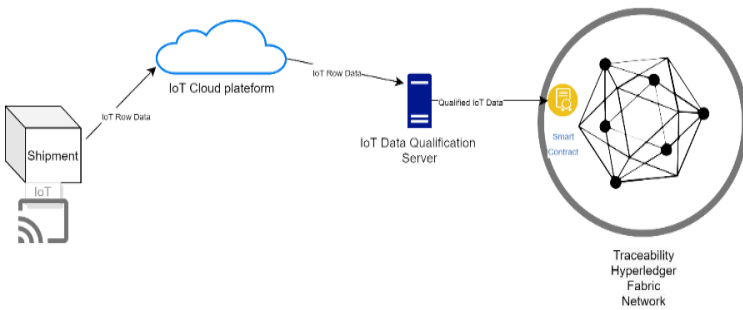 IoT Row Data
IoT Cloud plateform
IoT Row Data
Shipment
IoT
Qualified IoT Data
IoT Data Qualification
Server
Smart
Contract
Traceability
Hyperledger
Fabric
Network